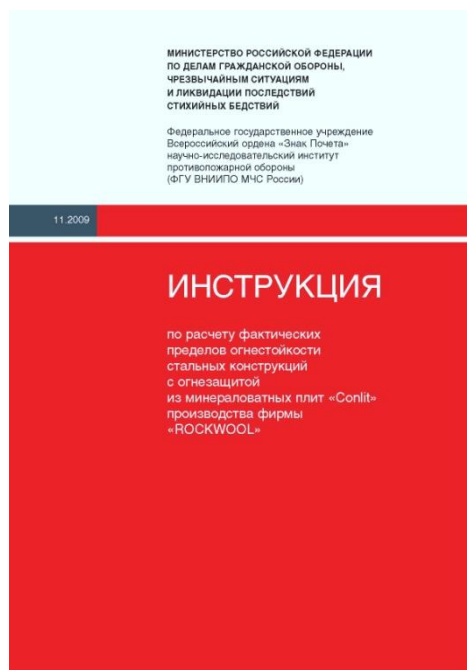 МИНИСТЕРСТВО РОССИЙСКОЙ ФЕДЕРАЦИИ
ПО ДЕЛАМ ГРАЖДАНСКОЙ ОБОРОНЫ,
ЧРЕЗВЫЧАЙНЫМ СИТУАЦИЯМ
И ЛИКВИДАЦИИ ПОСЛЕДСТВИЙ
СТИХИЙНЫХ БЕДСТВИЙ
Федеральное государственное учреждение
Всероссийский ордена «Знак Почета»
научно-исследовательский институт
противопожарной обороны
(ФГУ ВНИИПО МЧС России)
11.2009
ИНСТРУКЦИЯ
по расчету фактических
пределов огнестойкости
стальных конструкций
с огнезащитой
из минераловатных плит «Conlit»
производства фирмы
«ROCKWOOL»